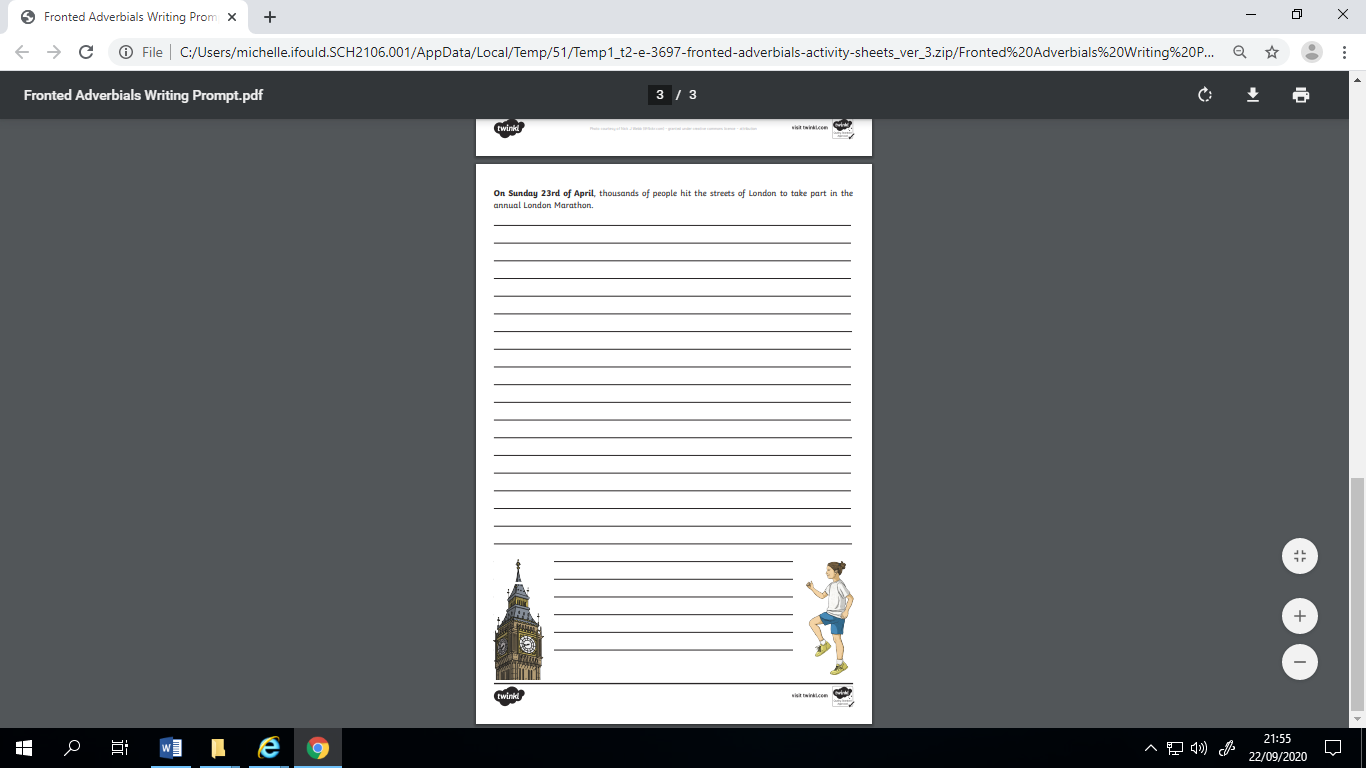 Fronted Adverbials Writing Prom
File
C:/Users/michelle.ifould.SCH2106.001/AppData/Local/Temp/51/Temp1_t2-e-3697-fronted-adverbials-activity-sheets_ver_3.zip/Fronted%20Adverbials%20Writing%20P...
Fronted Adverbials Writing Prompt.pdf
3 / 3
twinkl
visit twinkl.com
twinkl
On Sunday 23rd of April, thousands of people hit the streets of London to take part in the
annual London Marathon.
twinkl
visit twinkl.com
twinkl
21:55
22/09/2020